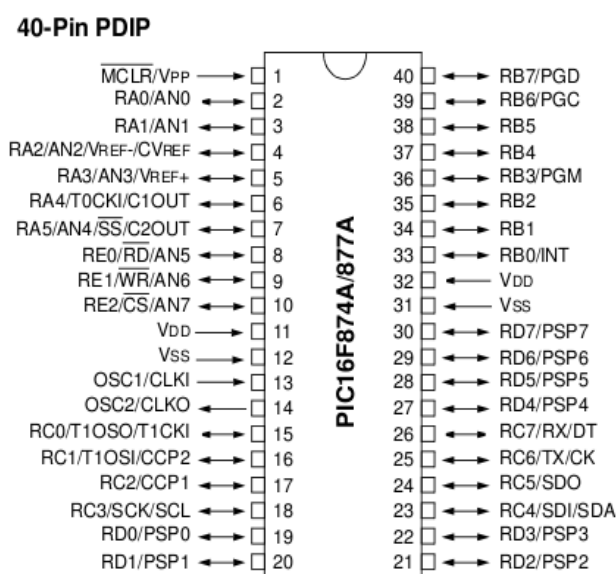 40-Pin PDIP
MCLR/VPP 1 40 RB7/PGD
RA0/AN0 2 39 RB6/PGC
RA1/AN1 3 38 RB5
RA2/AN2/VREF-/CVREF 4 37 RB4
RA3/AN3/VREF+ 5 36 RB3/PGM
RA4/T0CKI/C1OUT 6 35 RB2
RA5/AN4/SS/C2OUT 7 34 RB1
RE0/RD/AN5 8 33 RB0/INT
RE1/WR/AN6 9 32 VDD
RE2/CS/AN7 10 31 VSS
VDD 11 30 RD7/PSP7
VSS 12 29 RD6/PSP6
OSC1/CLKI 13 28 RD5/PSP5
OSC2/CLKO 14 27 RD4/PSP4
RC0/T1OSO/T1CKI 15 26 RC7/RX/DT
RC1/T1OSI/CCP2 16 25 RC6/TX/CK
RC2/CCP1 17 24 RC5/SDO
RC3/SCK/SCL 18 23 RC4/SDI/SDA
RD0/PSP0 19 22 RD3/PSP3
RD1/PSP1 20 21 RD2/PSP2
PIC16F874A/877A